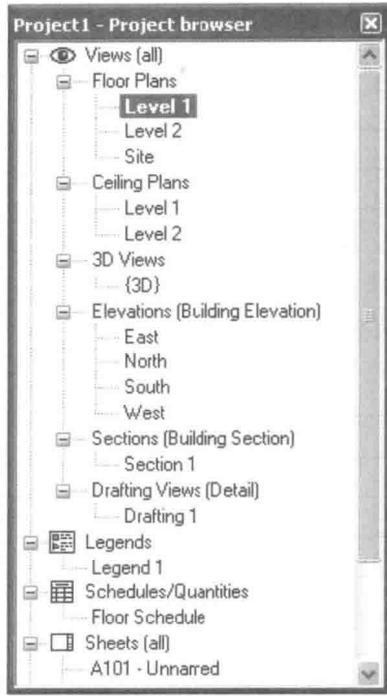 Project1 - Project browser
Views (all)
Floor Plans
Level 1
Level 2
Site
Ceiling Plans
Level 1
Level 2
3D Views
{3D}
Elevations (Building Elevation)
East
North
South
West
Sections (Building Section)
Section 1
Drafting Views (Detail)
Drafting 1
Legends
Legend 1
Schedules/Quantities
Floor Schedule
Sheets (all)
A101 - Unnarred